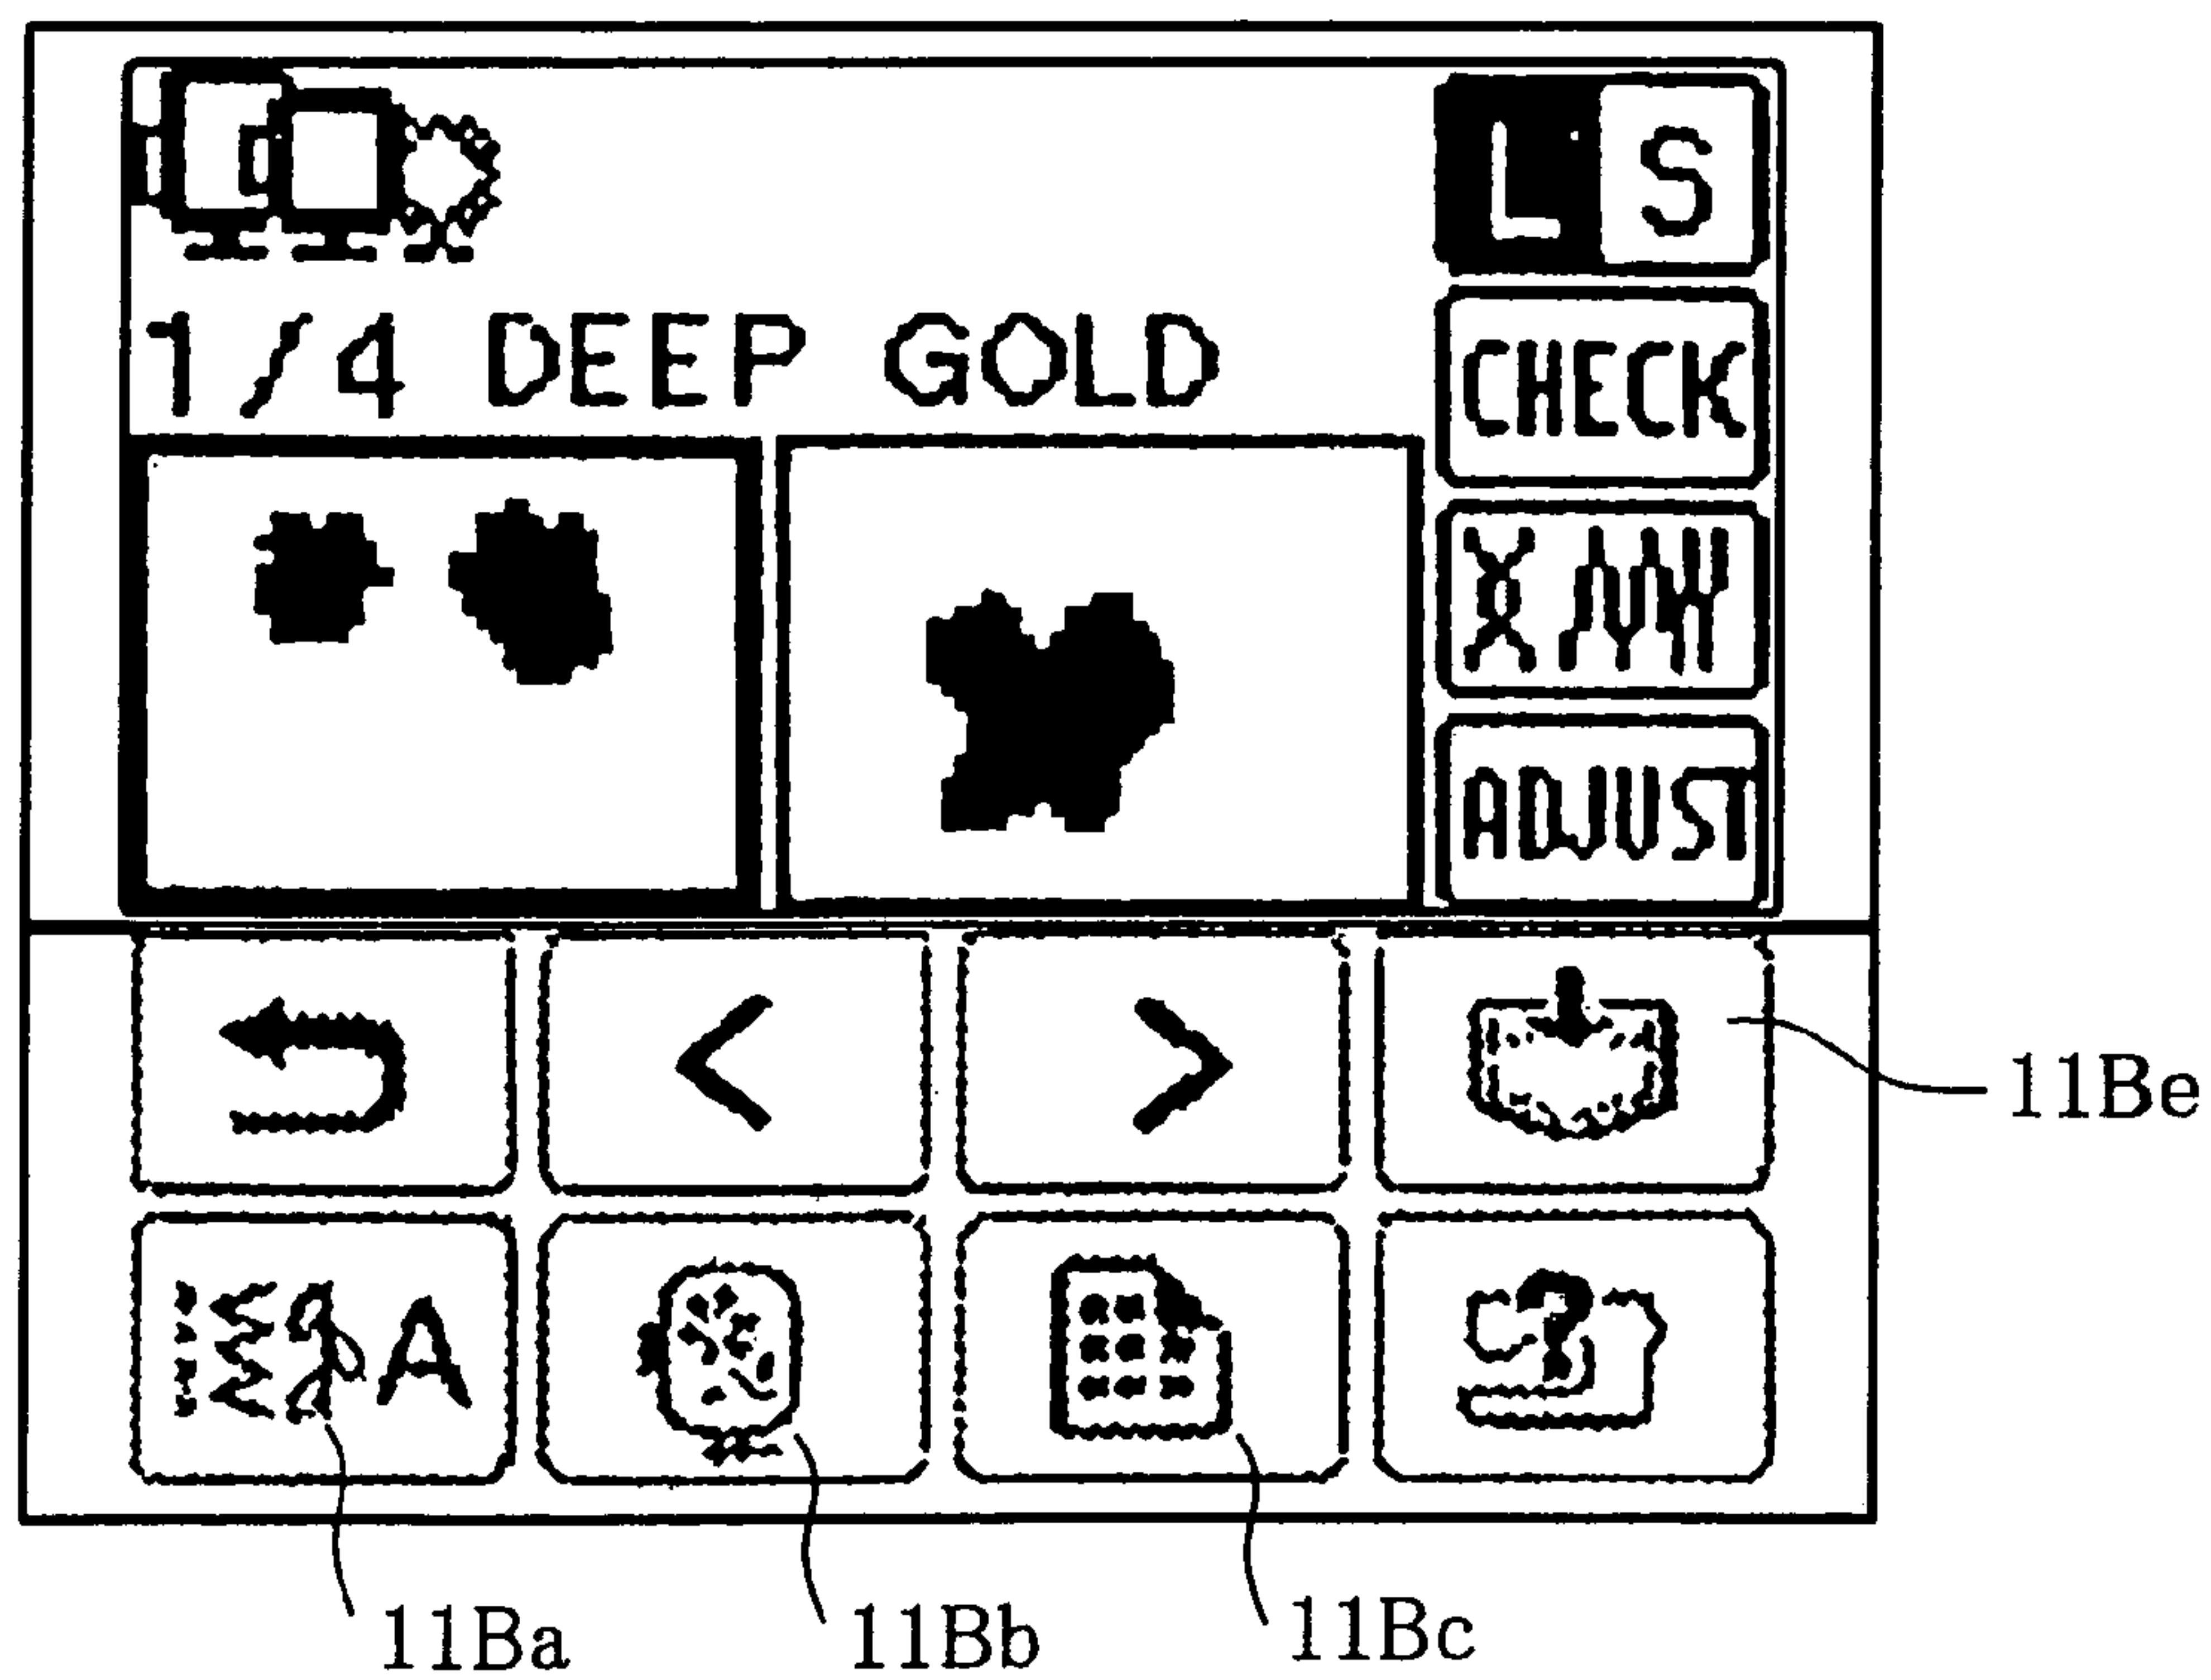 L S
1/4 DEEP GOLD
CHECK
ADJUST
<
>
11Be
A
11Ba
11Bb
11Bc